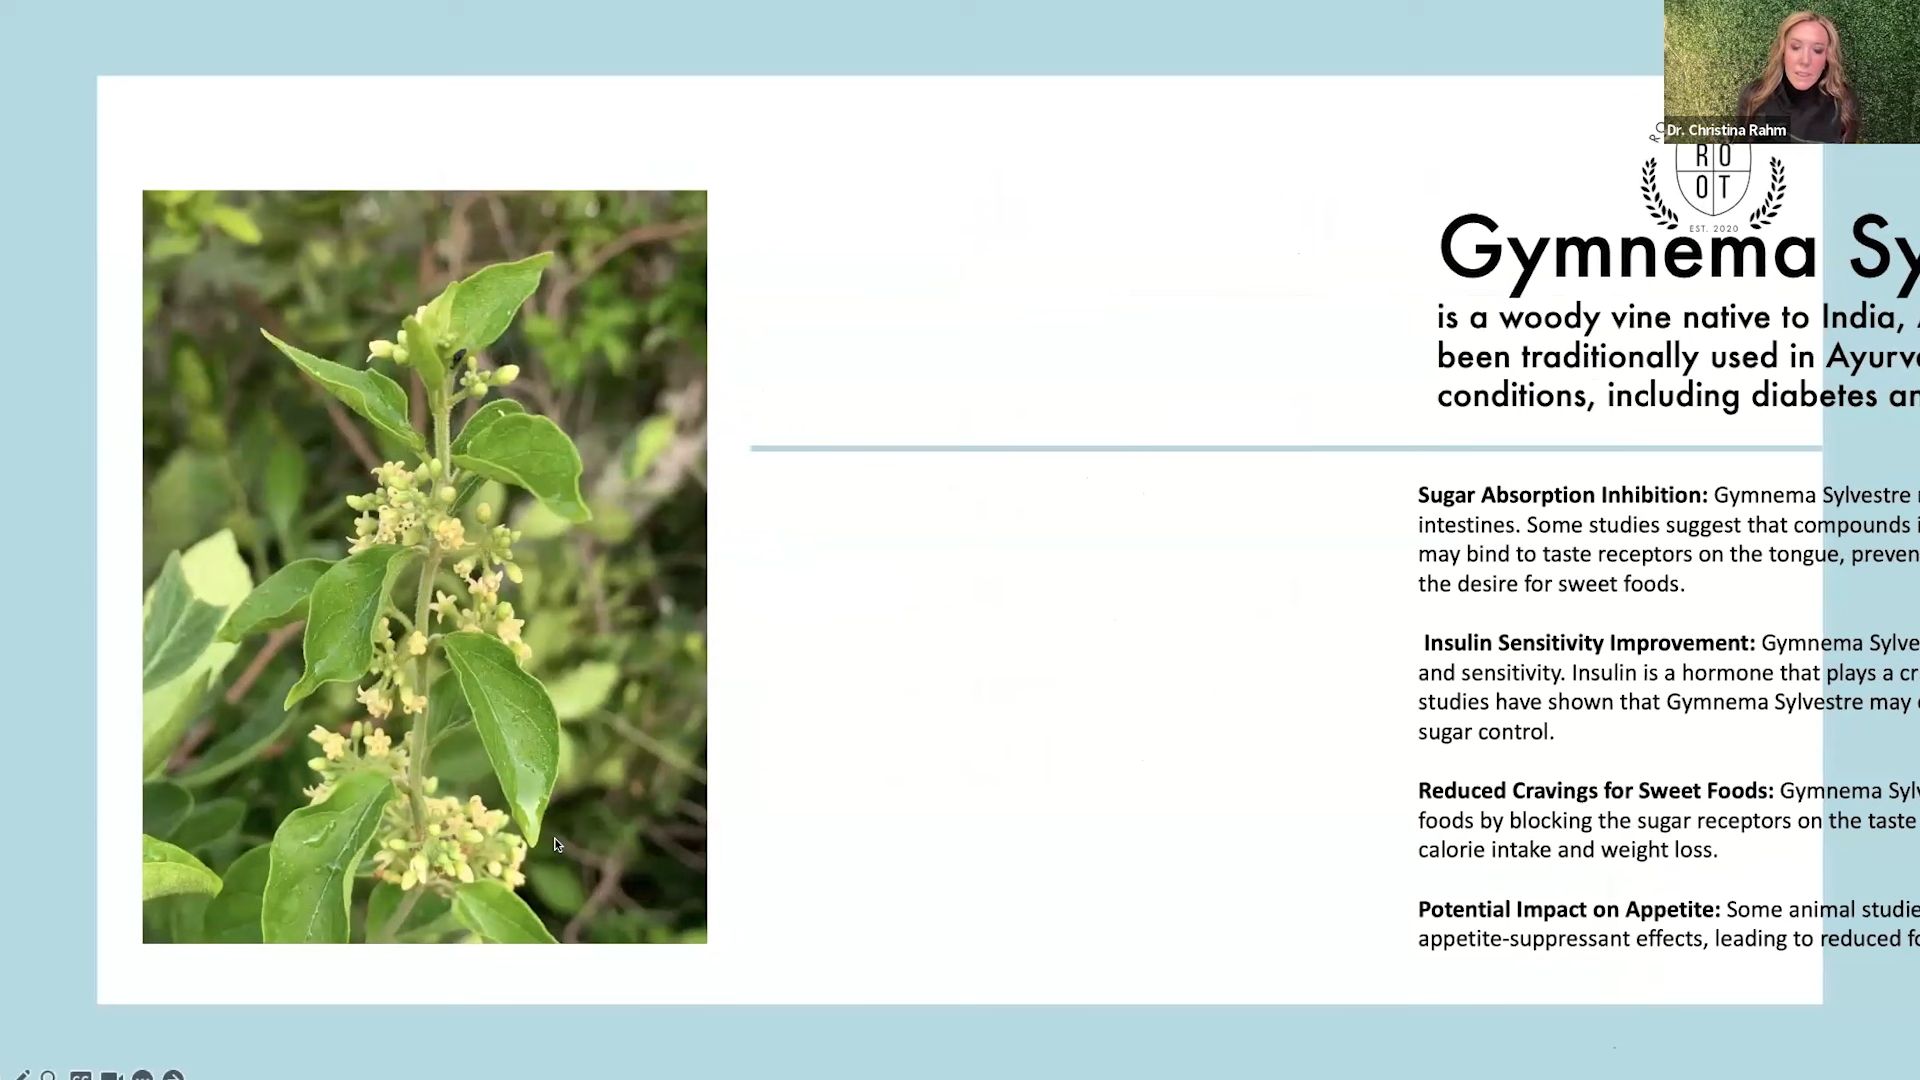 Dr. Christina Rahm
RO
R O
O T
EST. 2020
Gymnema Sy
is a woody vine native to India,
been traditionally used in Ayurve
conditions, including diabetes an
Sugar Absorption Inhibition: Gymnema Sylvestre
intestines. Some studies suggest that compounds
may bind to taste receptors on the tongue, preven
the desire for sweet foods.
Insulin Sensitivity Improvement: Gymnema Sylve
and sensitivity. Insulin is a hormone that plays a cr
studies have shown that Gymnema Sylvestre may
sugar control.
Reduced Cravings for Sweet Foods: Gymnema Sylv
foods by blocking the sugar receptors on the taste
calorie intake and weight loss.
Potential Impact on Appetite: Some animal studie
appetite-suppressant effects, leading to reduced fo